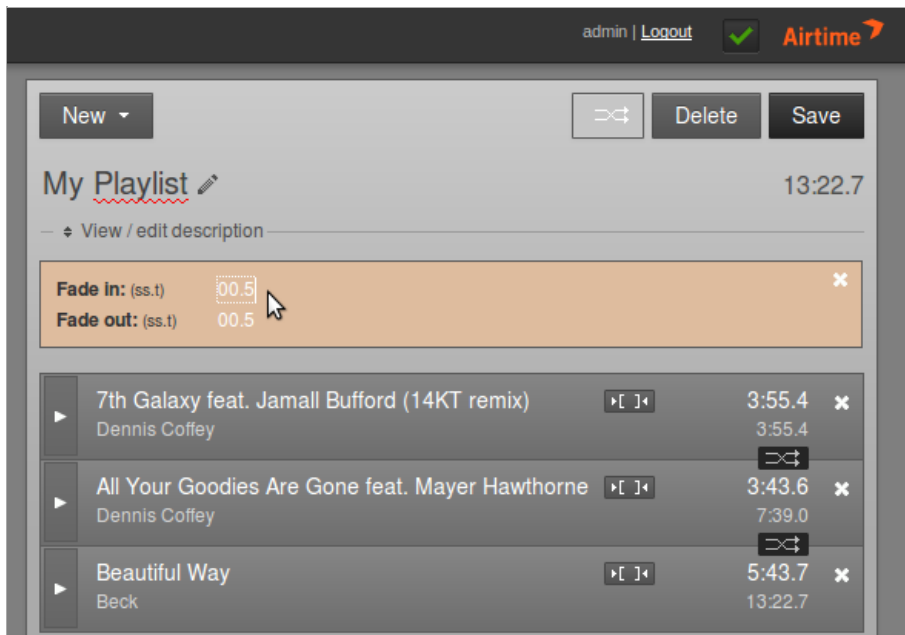 admin | Logout
Airtime
New
Delete
Save
My Playlist
13:22.7
View / edit description
Fade in: (ss.t) 00.5
Fade out: (ss.t) 00.5
7th Galaxy feat. Jamall Bufford (14KT remix) 3:55.4
Dennis Coffey 3:55.4
All Your Goodies Are Gone feat. Mayer Hawthorne 3:43.6
Dennis Coffey 7:39.0
Beautiful Way 5:43.7
Beck 13:22.7